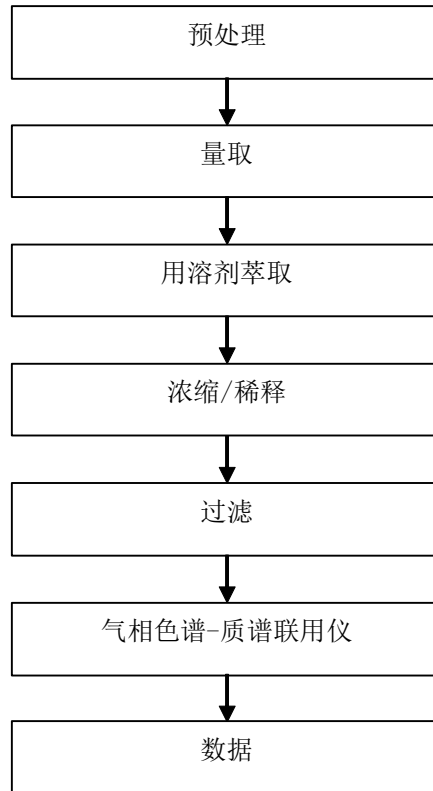 预处理
量取
用溶剂萃取
浓缩/稀释
过滤
气相色谱-质谱联用仪
数据